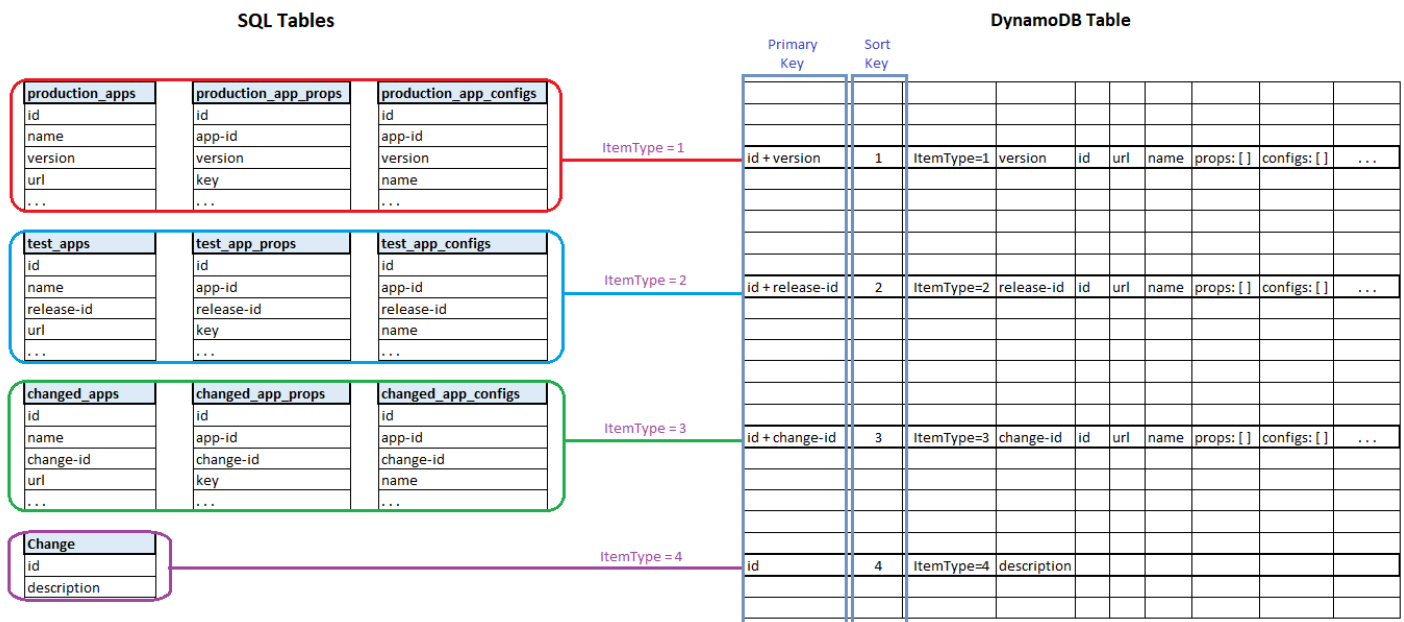 SQL Tables
DynamoDB Table
Primary Key
Sort Key
production_apps production_app_props production_app_configs
id id id
name app-id app-id
version version version
url key name
. . . . . . . . .
ItemType = 1
id + version 1 ItemType=1 version id url name props: [ ] configs: [ ] . . .
test_apps test_app_props test_app_configs
id id id
name app-id app-id
release-id release-id release-id
url key name
. . . . . . . . .
ItemType = 2
id + release-id 2 ItemType=2 release-id id url name props: [ ] configs: [ ] . . .
changed_apps changed_app_props changed_app_configs
id id id
name app-id app-id
change-id change-id change-id
url key name
. . . . . . . . .
ItemType = 3
id + change-id 3 ItemType=3 change-id id url name props: [ ] configs: [ ] . . .
Change
id
description
ItemType = 4
id 4 ItemType=4 description